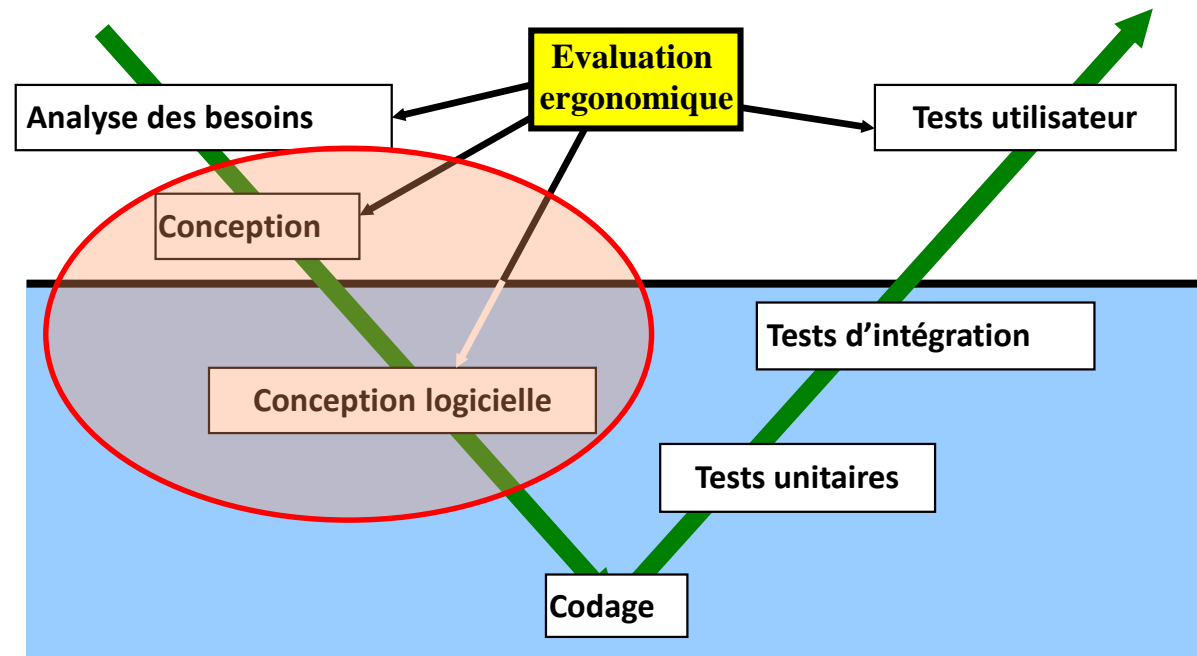 Evaluation
ergonomique
Analyse des besoins
Tests utilisateur
Conception
Tests d'intégration
Conception logicielle
Tests unitaires
Codage